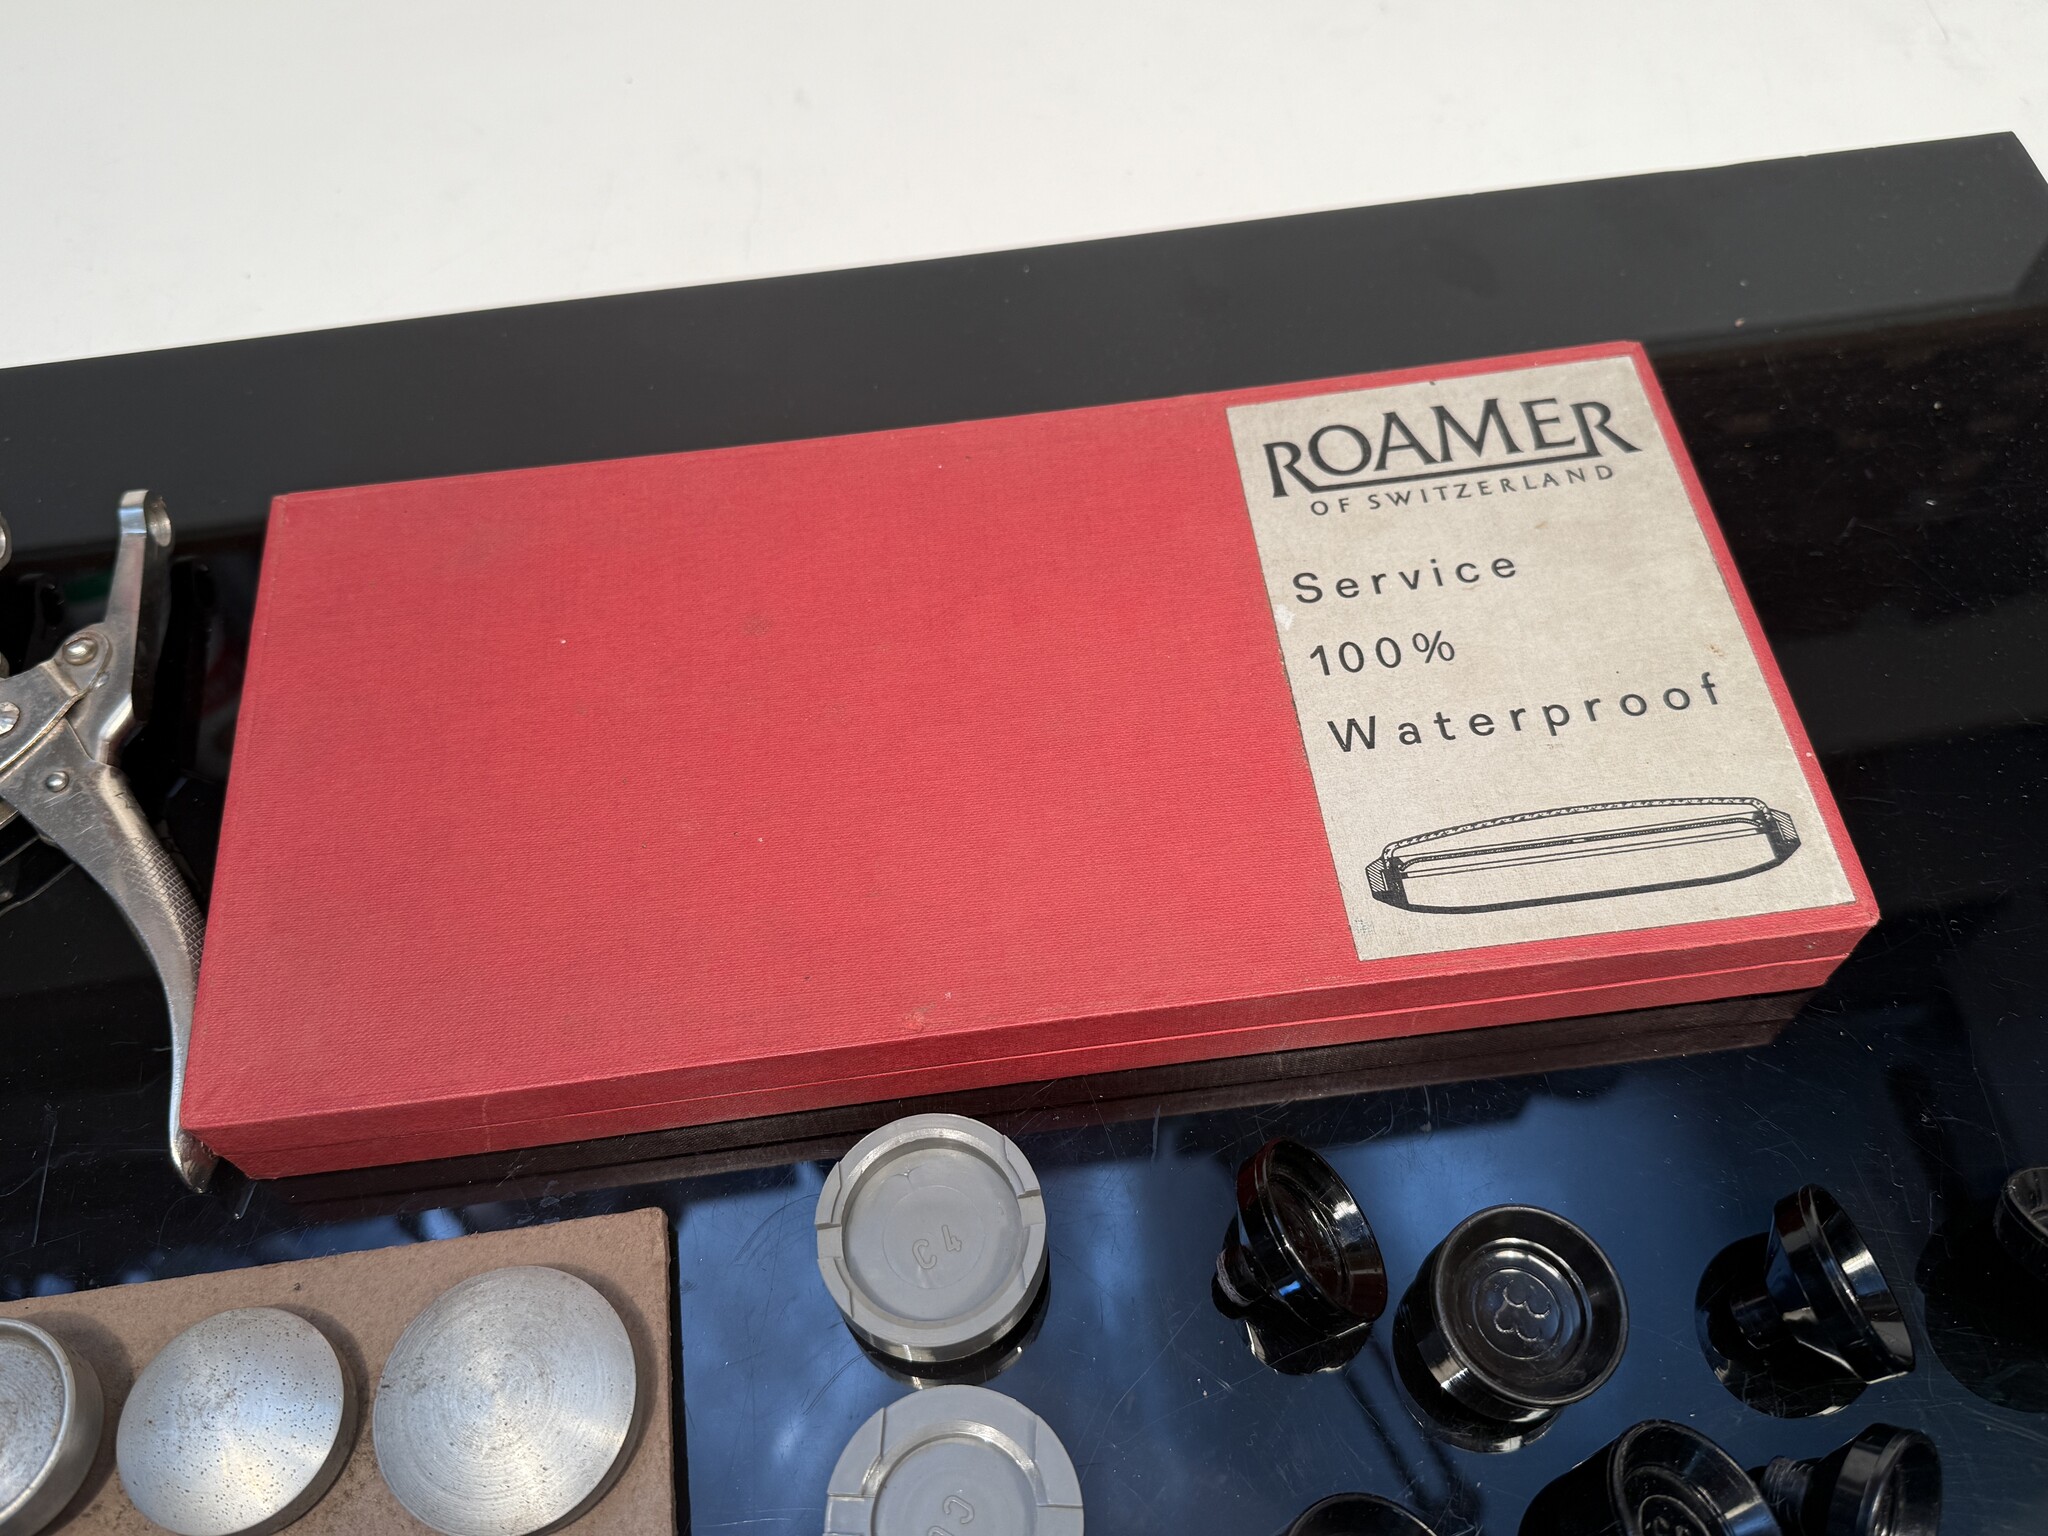 ROAMER
OF SWITZERLAND
Service
100%
Waterproof
C4